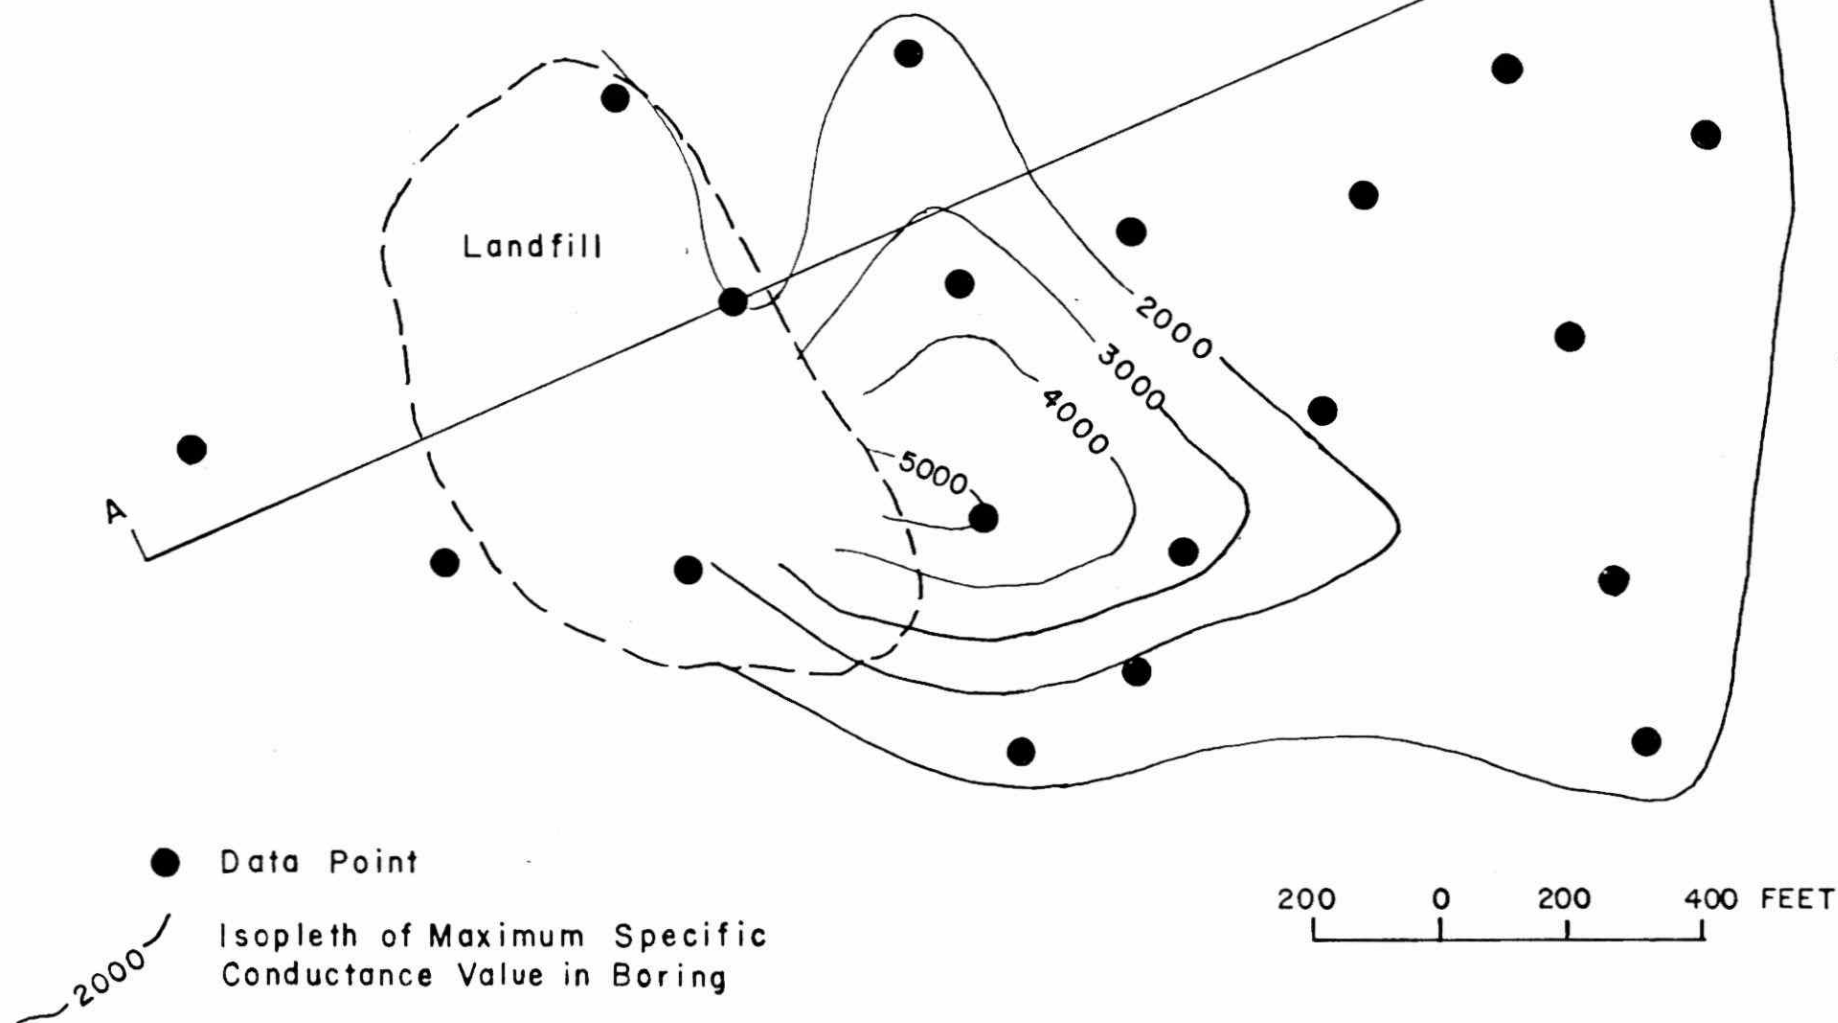 Landfill
2000
3000
4000
5000
A
Data Point
Isopleth of Maximum Specific
Conductance Value in Boring
2000
200 0 200 400 FEET